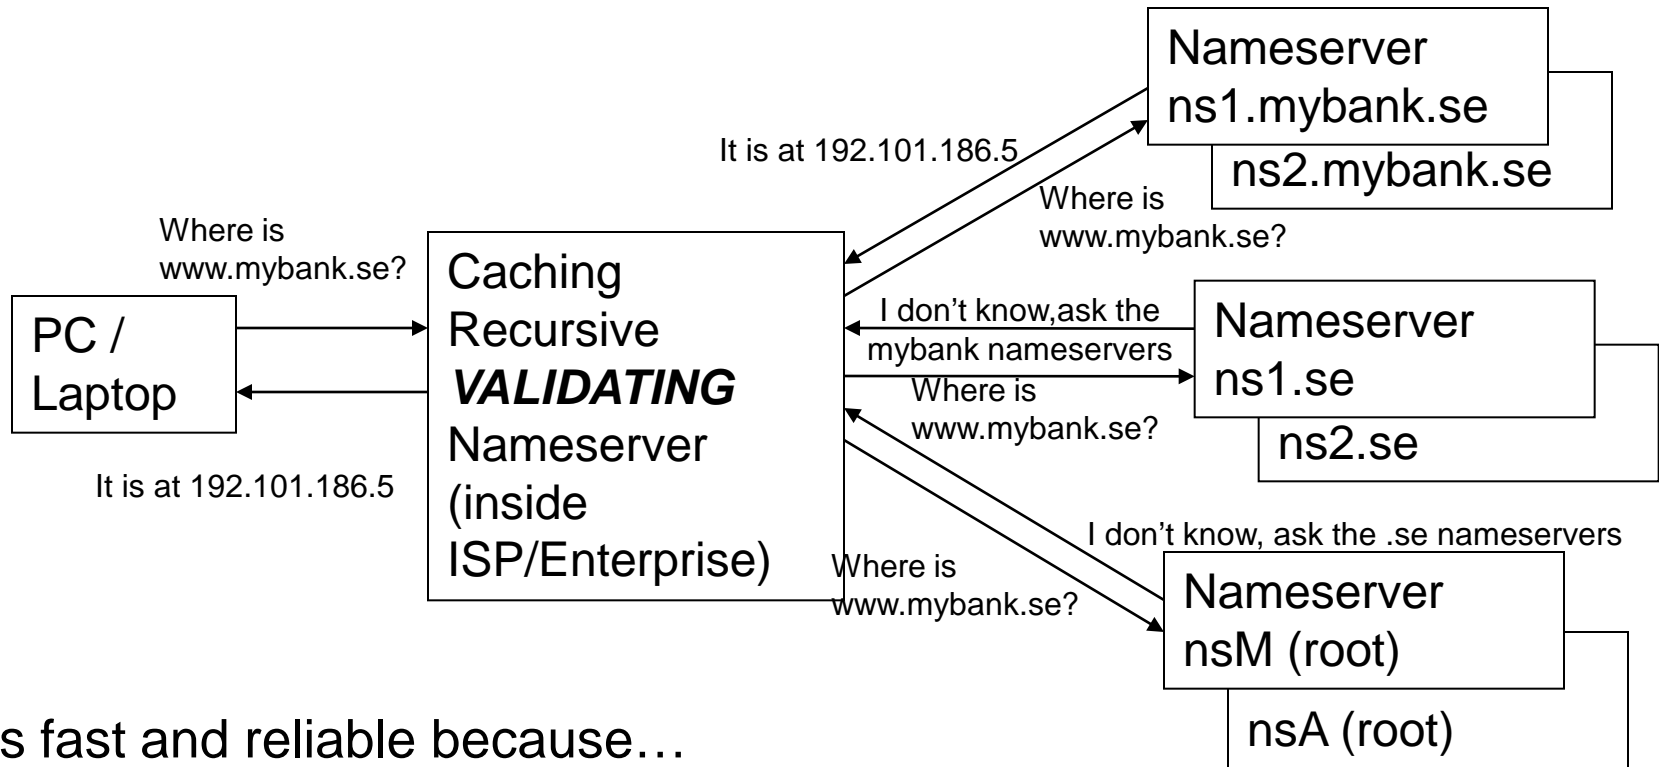 Nameserver
ns1.mybank.se
ns2.mybank.se
It is at 192.101.186.5
Where is
www.mybank.se?
Where is
www.mybank.se?
PC /
Laptop
It is at 192.101.186.5
Caching
Recursive
VALIDATING
Nameserver
(inside
ISP/Enterprise)
I don’t know,ask the
mybank nameservers
Where is
www.mybank.se?
Nameserver
ns1.se
ns2.se
I don’t know, ask the .se nameservers
Where is
www.mybank.se?
Nameserver
nsM (root)
nsA (root)
s fast and reliable because…